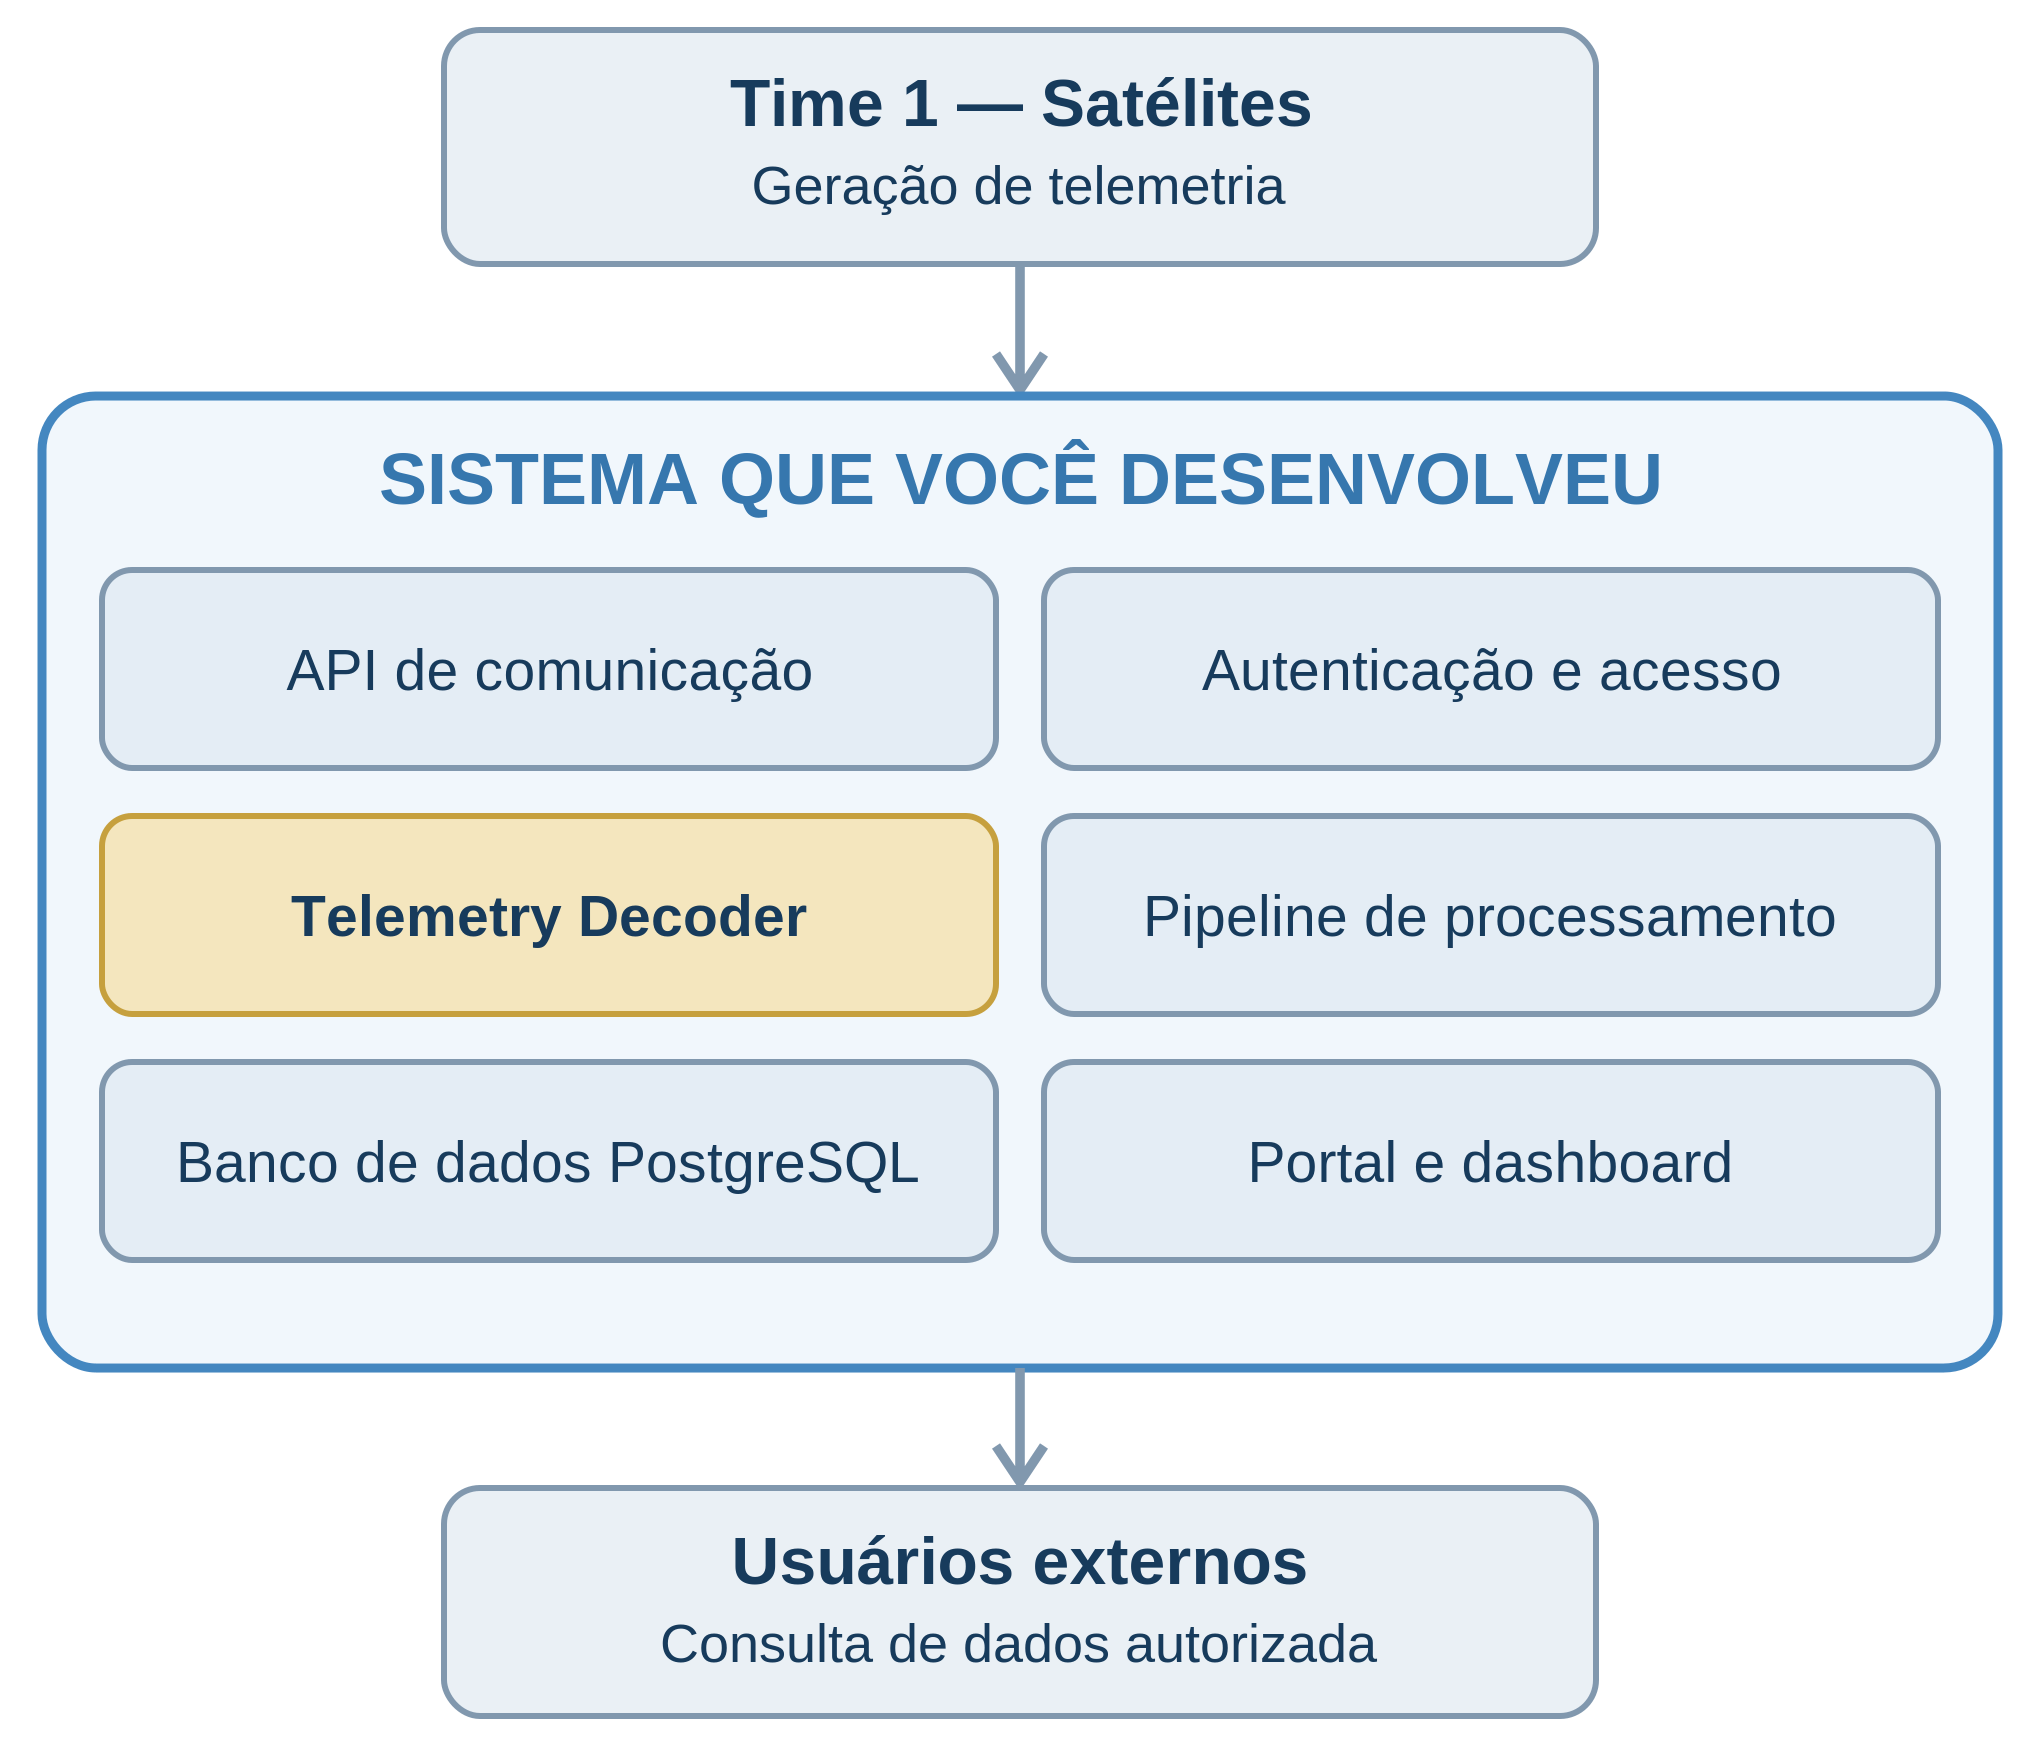 Time 1 — Satélites
Geração de telemetria
SISTEMA QUE VOCÊ DESENVOLVEU
API de comunicação
Autenticação e acesso
Telemetry Decoder
Pipeline de processamento
Banco de dados PostgreSQL
Portal e dashboard
Usuários externos
Consulta de dados autorizada